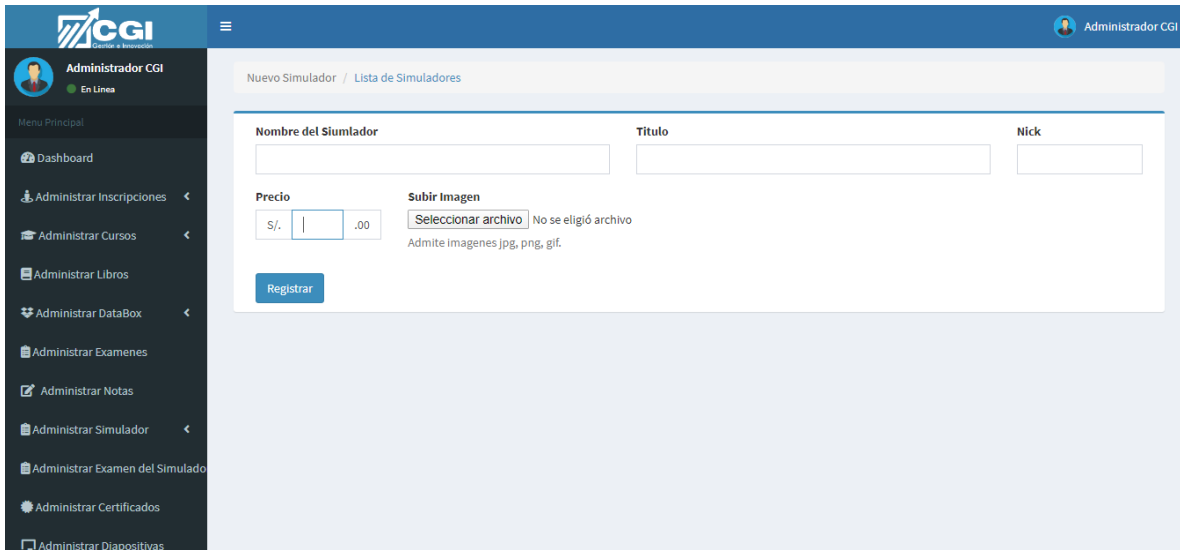 CGI
Gestión e Innovación
Administrador CGI
Administrador CGI
En Linea
Menu Principal
Dashboard
Administrar Inscripciones
Administrar Cursos
Administrar Libros
Administrar DataBox
Administrar Examenes
Administrar Notas
Administrar Simulador
Administrar Examen del Simulado
Administrar Certificados
Administrar Diapositivas
Nuevo Simulador / Lista de Simuladores
Nombre del Siumlador Titulo Nick
Precio Subir Imagen
S/. .00 Seleccionar archivo No se eligió archivo
Admite imagenes jpg, png, gif.
Registrar